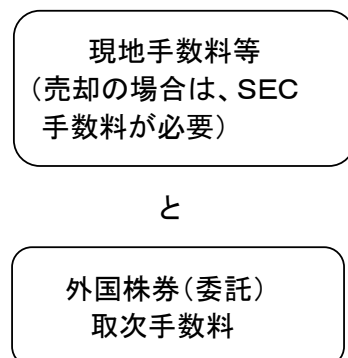 現地手数料等
（売却の場合は、SEC
手数料が必要）
と
外国株券（委託）
取次手数料